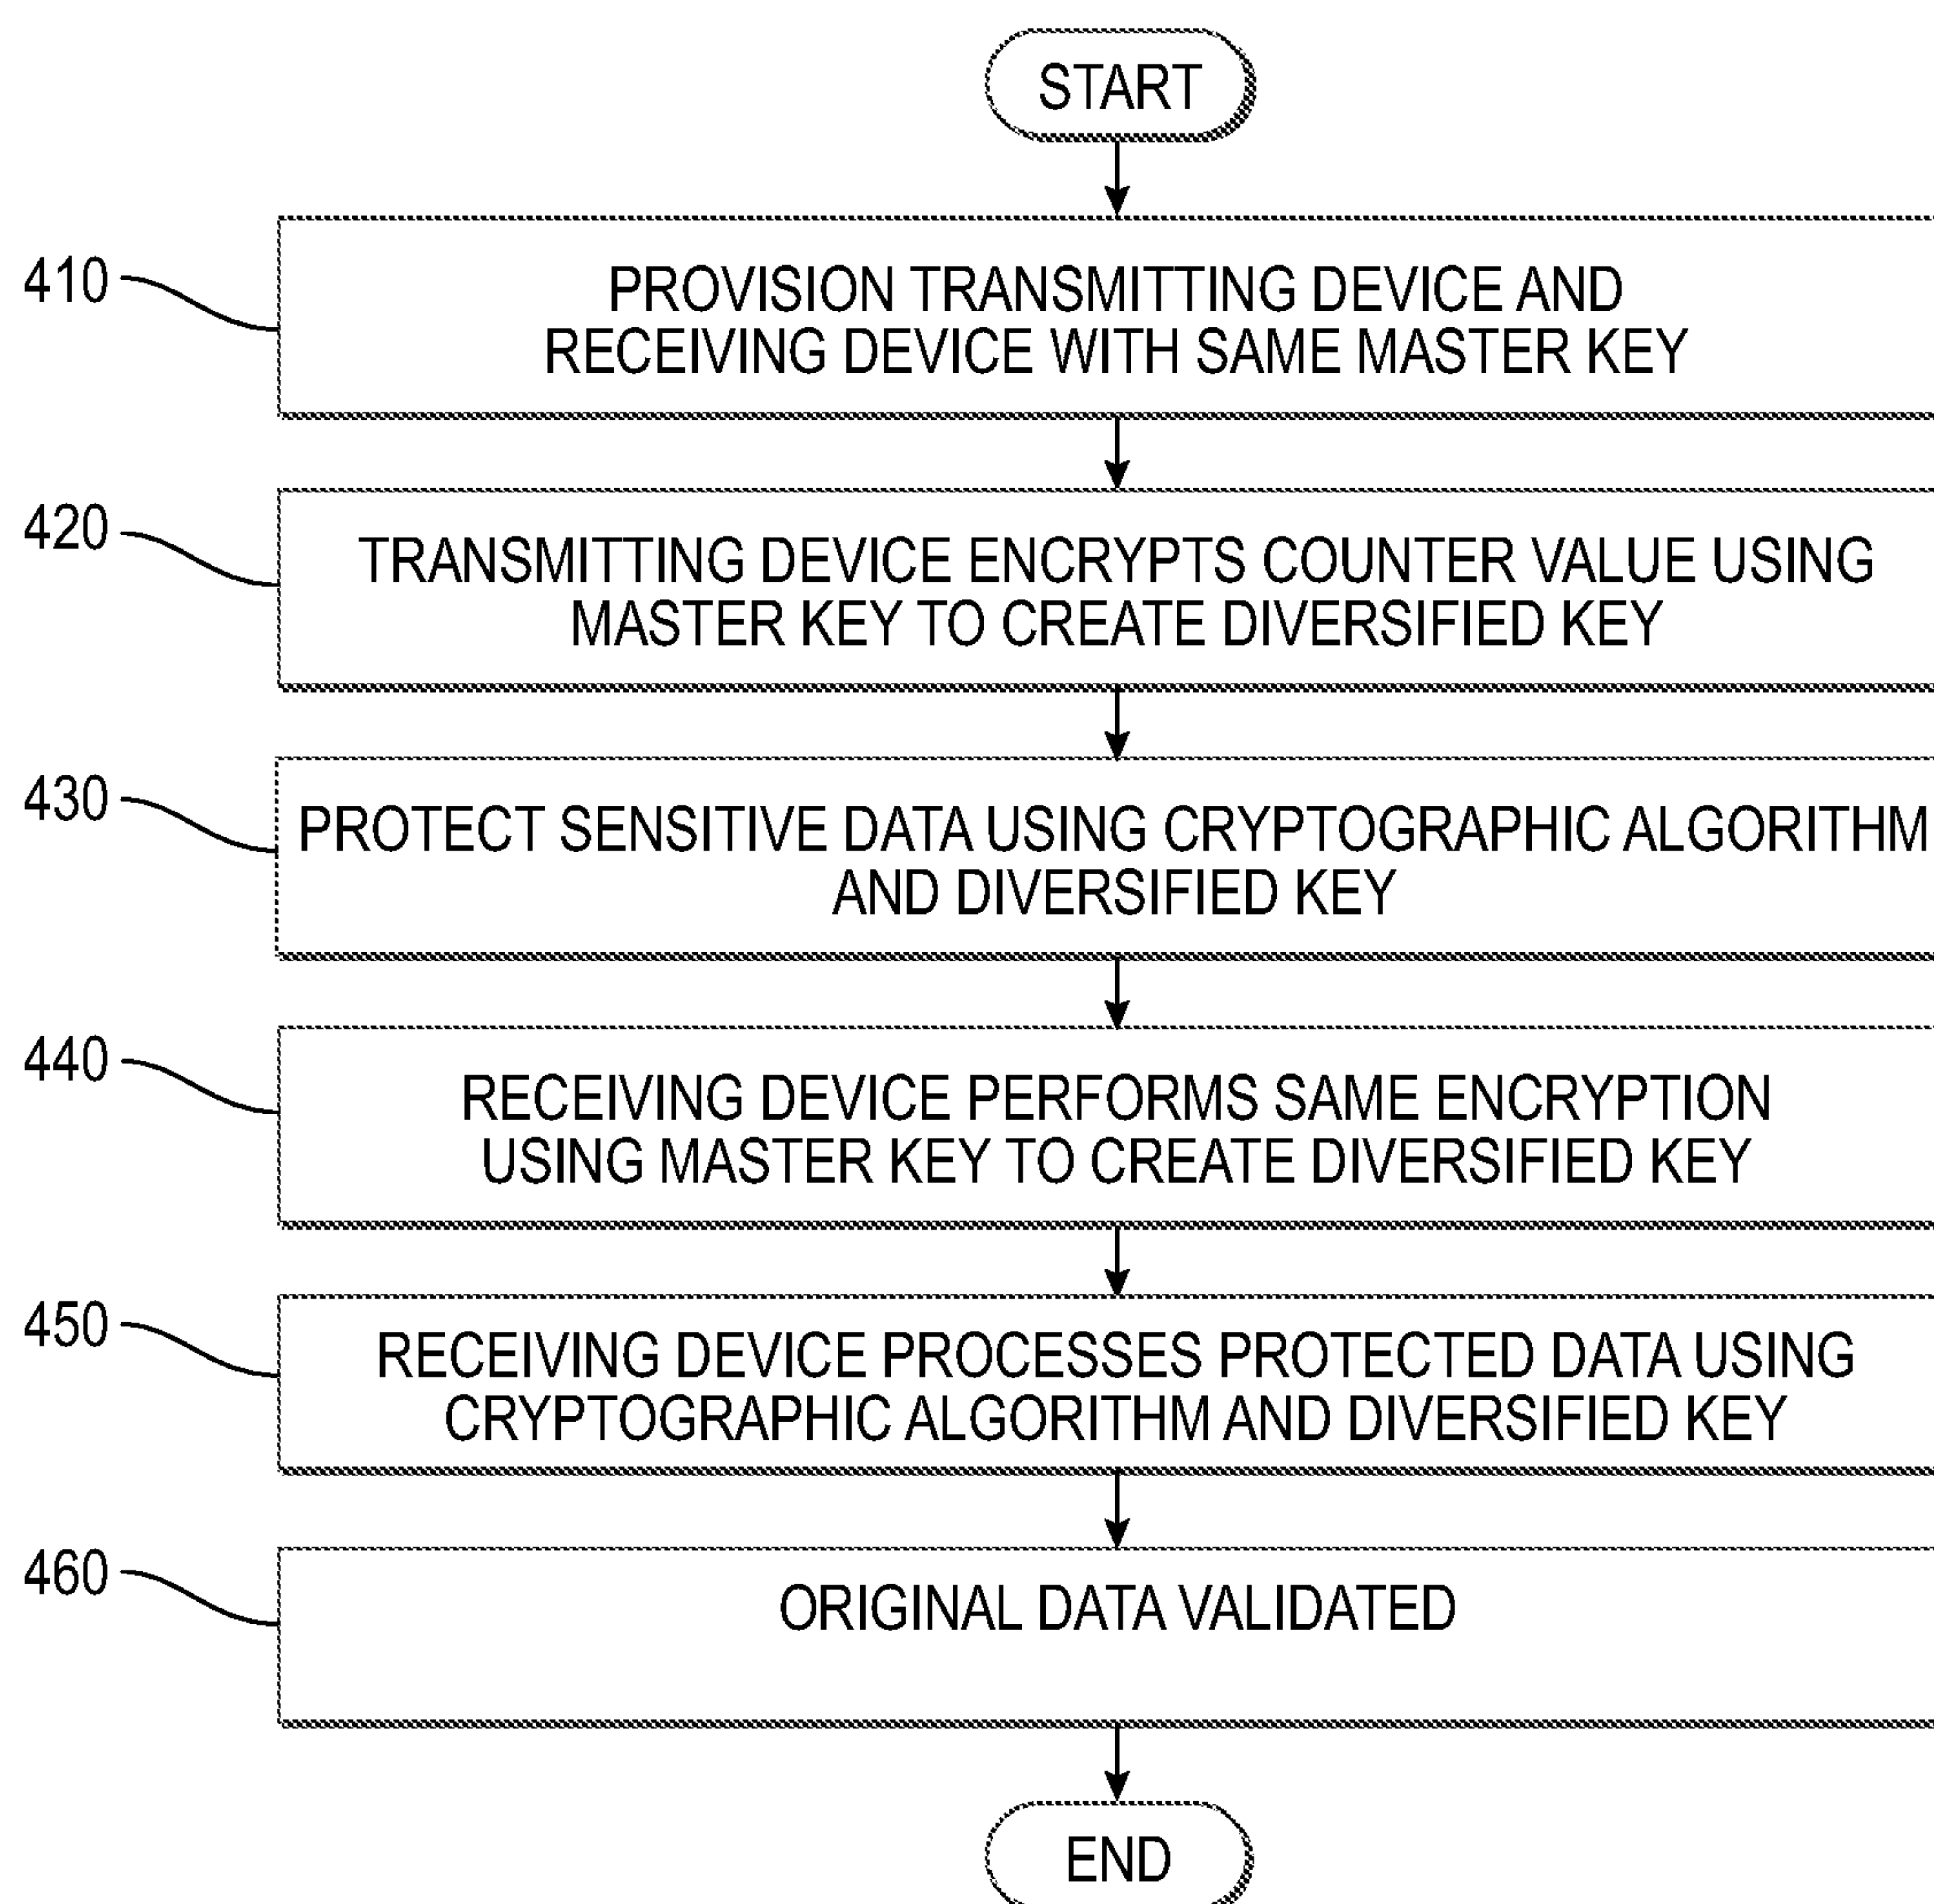 START
410
PROVISION TRANSMITTING DEVICE AND
RECEIVING DEVICE WITH SAME MASTER KEY
420
TRANSMITTING DEVICE ENCRYPTS COUNTER VALUE USING
MASTER KEY TO CREATE DIVERSIFIED KEY
430
PROTECT SENSITIVE DATA USING CRYPTOGRAPHIC ALGORITHM
AND DIVERSIFIED KEY
440
RECEIVING DEVICE PERFORMS SAME ENCRYPTION
USING MASTER KEY TO CREATE DIVERSIFIED KEY
450
RECEIVING DEVICE PROCESSES PROTECTED DATA USING
CRYPTOGRAPHIC ALGORITHM AND DIVERSIFIED KEY
460
ORIGINAL DATA VALIDATED
END